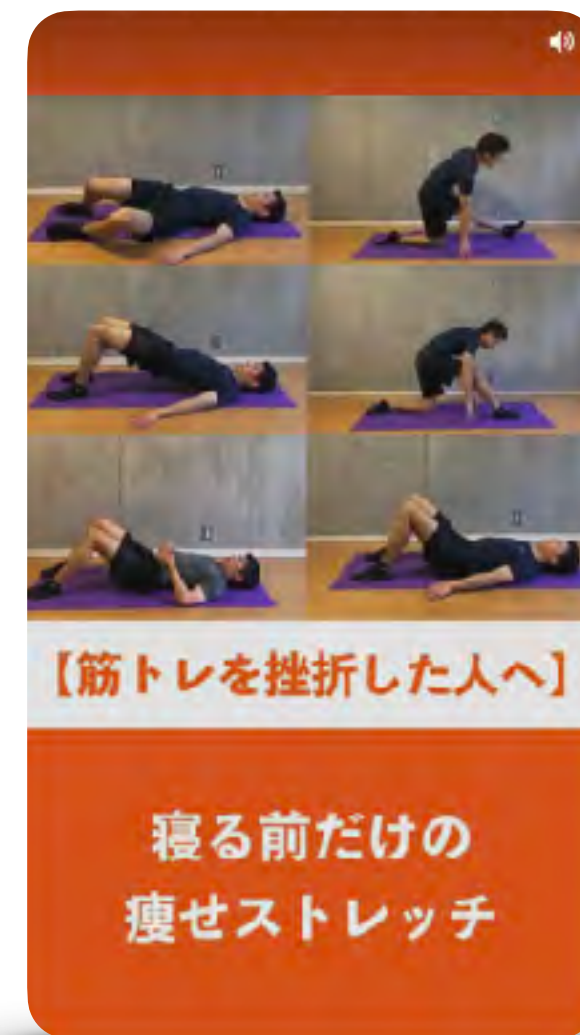 【筋トレを挫折した人へ】
寝る前だけの
痩せストレッチ